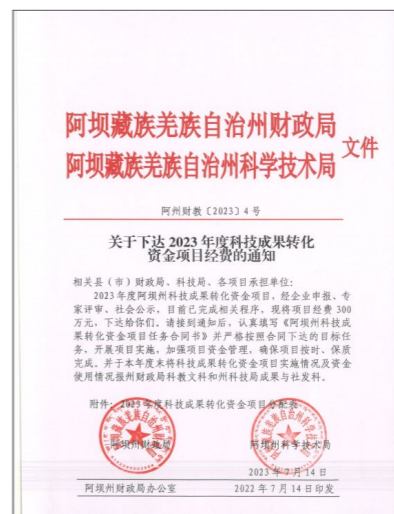 阿坝藏族羌族自治州财政局
阿坝藏族羌族自治州科学技术局
文件
阿州财教〔2023〕4号
关于下达2023年度科技成果转化
资金项目经费的通知
相关县（市）财政局、科技局、各项目承担单位：
2023年度阿坝州科技成果转化资金项目，经企业申报、专
家评审、社会公示，目前已完成相关程序，现将项目经费300
万元，下达给你们。请接到通知后，认真填写《阿坝州科技成
果转化资金项目任务合同书》并严格按照合同下达的目标任
务，开展项目实施，加强项目资金管理，确保项目按时、保质
完成。并于本年度末将科技成果转化资金项目实施情况及资金
使用情况报州财政局科教文科和州科技局成果与社发科。
附件：2023年度科技成果转化资金项目分配表
阿坝州财政局
阿坝州科学技术局
2023年7月14日
阿坝州财政局办公室
2022年7月14日印发